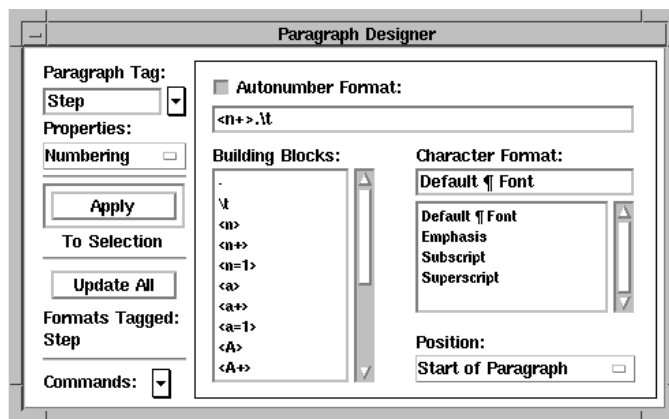 Paragraph Designer
Paragraph Tag:
Step
Properties:
Numbering
Apply
To Selection
Update All
Formats Tagged:
Step
Commands:
Autonumber Format:
<n+>.\t
Building Blocks:
.
\t
<n>
<n+>
<n=1>
<a>
<a+>
<a=1>
<A>
<A+>
Character Format:
Default ¶ Font
Default ¶ Font
Emphasis
Subscript
Superscript
Position:
Start of Paragraph